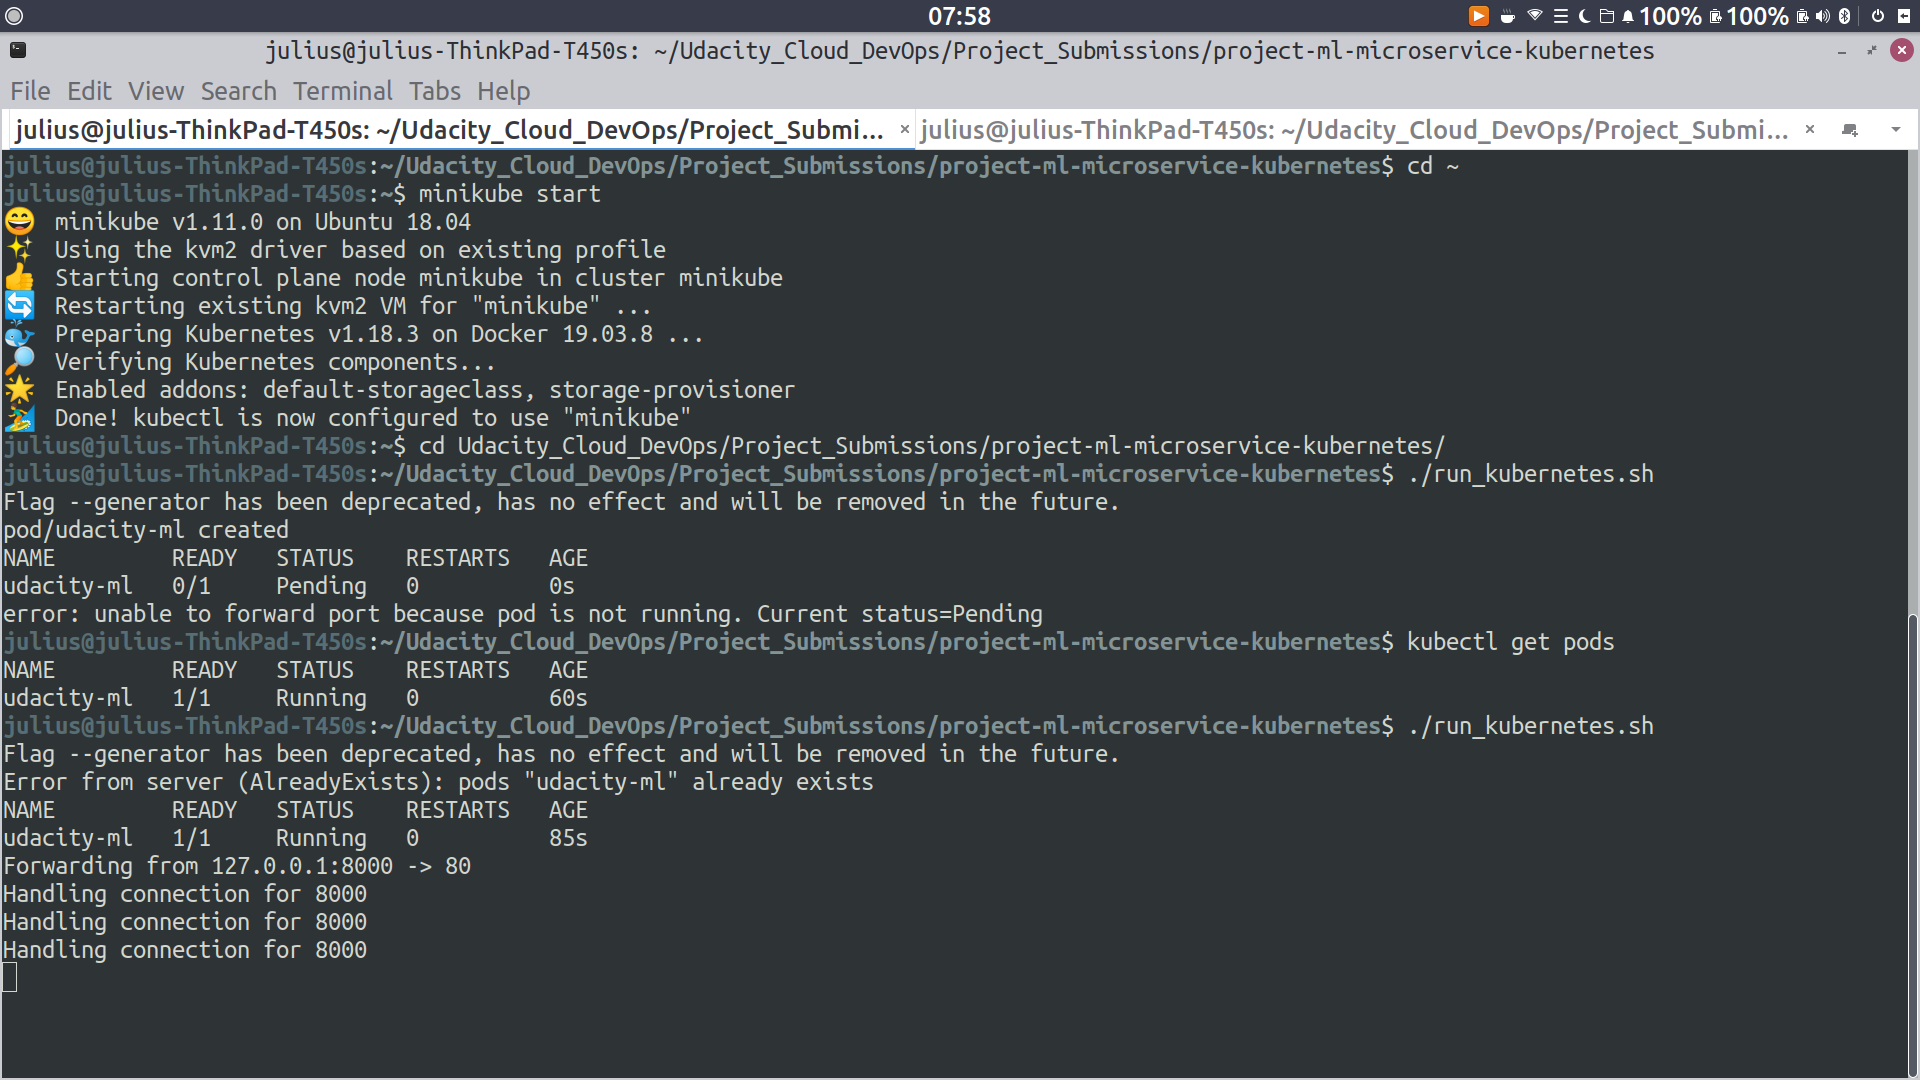 07:58
100% 100%
julius@julius-ThinkPad-T450s: ~/Udacity_Cloud_DevOps/Project_Submissions/project-ml-microservice-kubernetes
File Edit View Search Terminal Tabs Help
julius@julius-ThinkPad-T450s: ~/Udacity_Cloud_DevOps/Project_Submi... julius@julius-ThinkPad-T450s: ~/Udacity_Cloud_DevOps/Project_Submi...
julius@julius-ThinkPad-T450s:~/Udacity_Cloud_DevOps/Project_Submissions/project-ml-microservice-kubernetes$ cd ~
julius@julius-ThinkPad-T450s:~$ minikube start
minikube v1.11.0 on Ubuntu 18.04
Using the kvm2 driver based on existing profile
Starting control plane node minikube in cluster minikube
Restarting existing kvm2 VM for "minikube" ...
Preparing Kubernetes v1.18.3 on Docker 19.03.8 ...
Verifying Kubernetes components...
Enabled addons: default-storageclass, storage-provisioner
Done! kubectl is now configured to use "minikube"
julius@julius-ThinkPad-T450s:~$ cd Udacity_Cloud_DevOps/Project_Submissions/project-ml-microservice-kubernetes/
julius@julius-ThinkPad-T450s:~/Udacity_Cloud_DevOps/Project_Submissions/project-ml-microservice-kubernetes$ ./run_kubernetes.sh
Flag --generator has been deprecated, has no effect and will be removed in the future.
pod/udacity-ml created
NAME READY STATUS RESTARTS AGE
udacity-ml 0/1 Pending 0 0s
error: unable to forward port because pod is not running. Current status=Pending
julius@julius-ThinkPad-T450s:~/Udacity_Cloud_DevOps/Project_Submissions/project-ml-microservice-kubernetes$ kubectl get pods
NAME READY STATUS RESTARTS AGE
udacity-ml 1/1 Running 0 60s
julius@julius-ThinkPad-T450s:~/Udacity_Cloud_DevOps/Project_Submissions/project-ml-microservice-kubernetes$ ./run_kubernetes.sh
Flag --generator has been deprecated, has no effect and will be removed in the future.
Error from server (AlreadyExists): pods "udacity-ml" already exists
NAME READY STATUS RESTARTS AGE
udacity-ml 1/1 Running 0 85s
Forwarding from 127.0.0.1:8000 -> 80
Handling connection for 8000
Handling connection for 8000
Handling connection for 8000